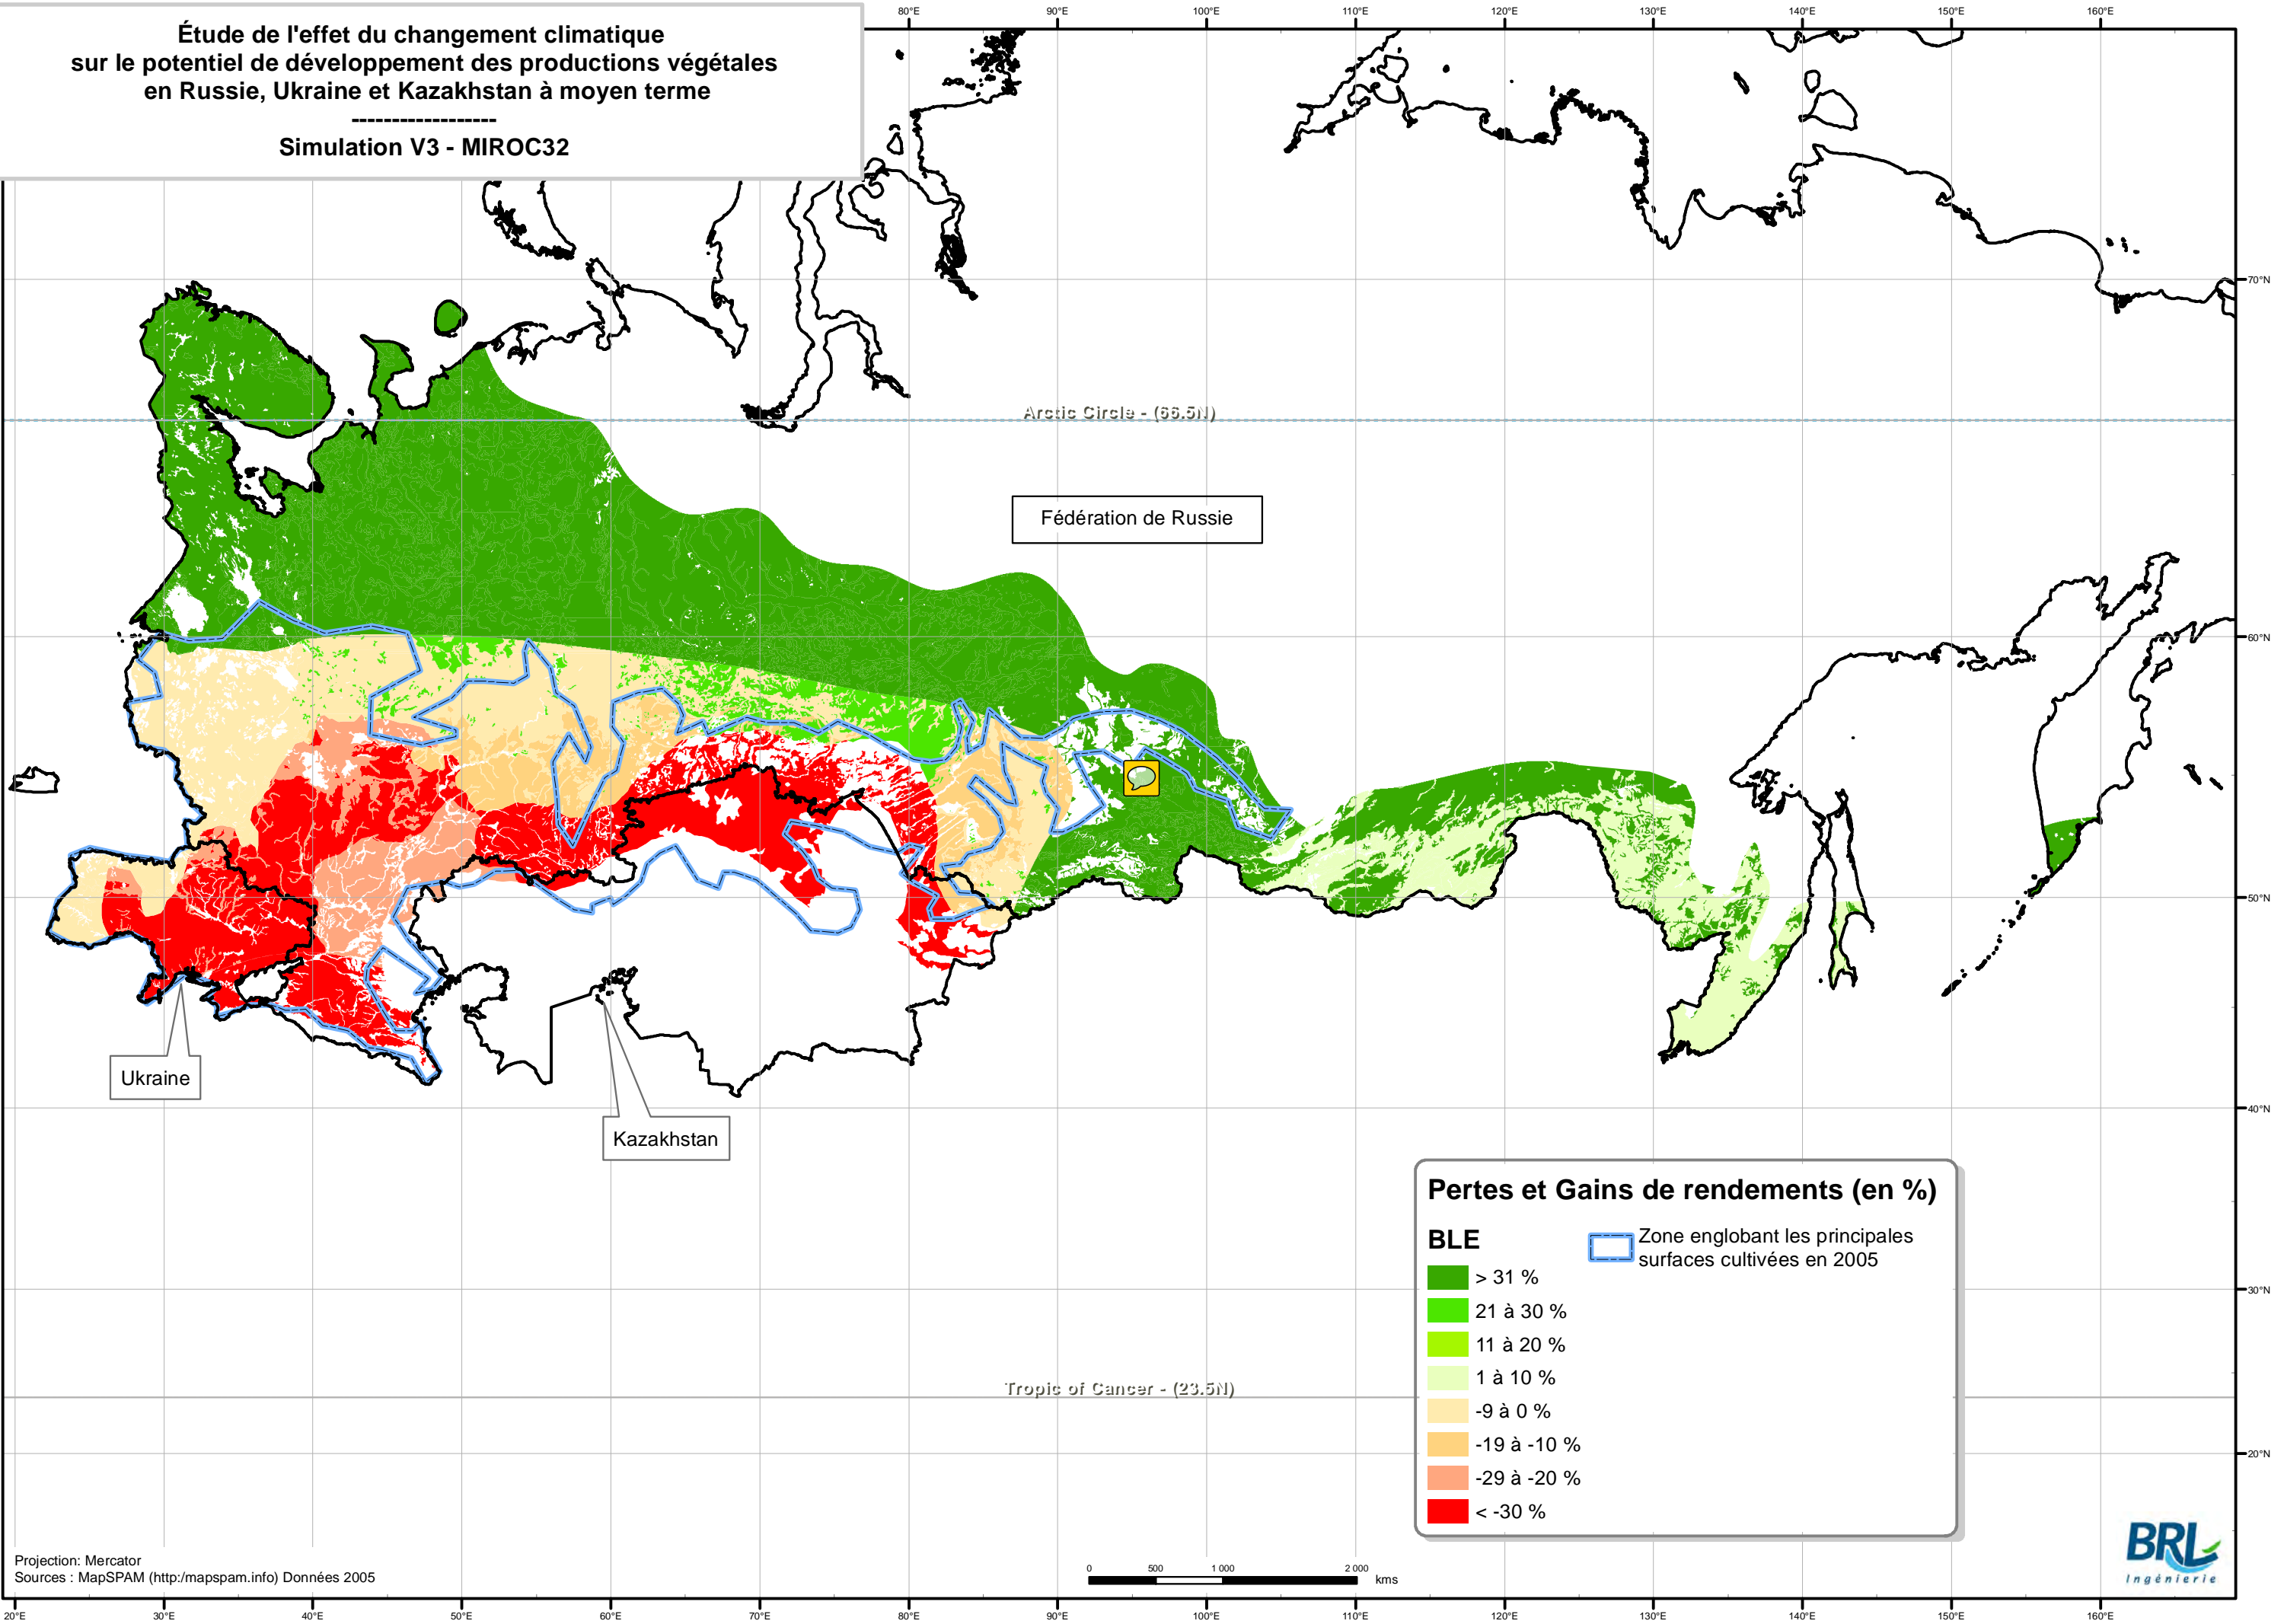 Étude de l'effet du changement climatique
sur le potentiel de développement des productions végétales
en Russie, Ukraine et Kazakhstan à moyen terme
------------------
Simulation V3 - MIROC32
80°E 90°E 100°E 110°E 120°E 130°E 140°E 150°E 160°E
70°N
Arctic Circle - (66.5N)
Fédération de Russie
60°N
50°N
Ukraine
40°N
Kazakhstan
Pertes et Gains de rendements (en %)
BLE
> 31 %
21 à 30 %
11 à 20 %
1 à 10 %
-9 à 0 %
-19 à -10 %
-29 à -20 %
< -30 %
Zone englobant les principales
surfaces cultivées en 2005
30°N
Tropic of Cancer - (23.5N)
20°N
Projection: Mercator
Sources : MapSPAM (http:/mapspam.info) Données 2005
0 500 1 000 2 000
kms
BRL
Ingénierie
20°E 30°E 40°E 50°E 60°E 70°E 80°E 90°E 100°E 110°E 120°E 130°E 140°E 150°E 160°E